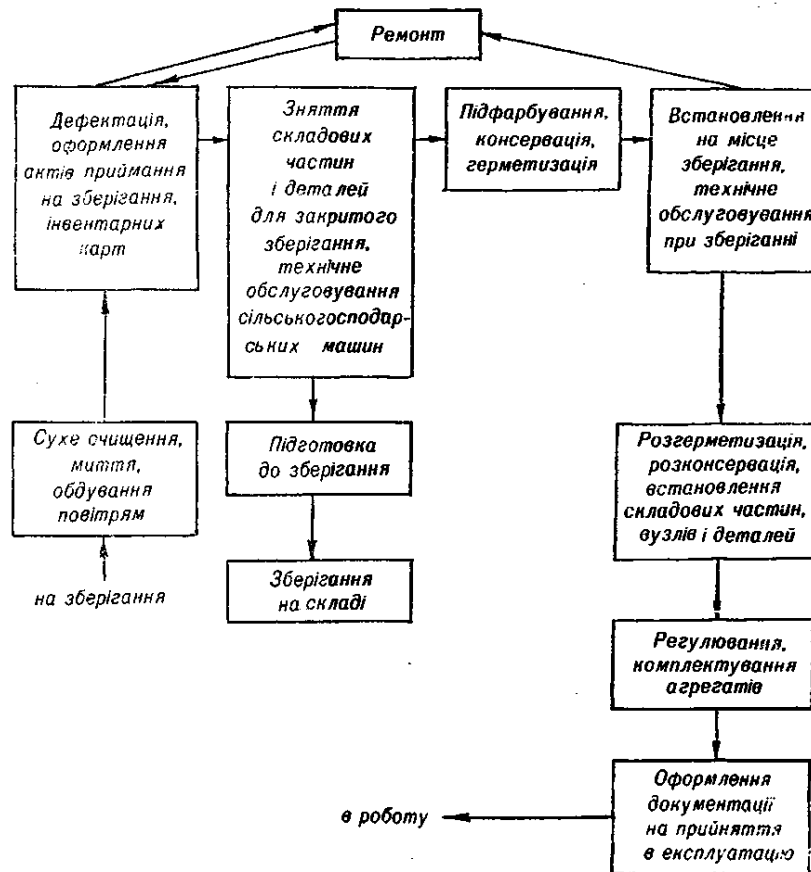 Ремонт
Дефектація,
оформлення
актів приймання
на зберігання,
інвентарних
карт
Зняття
складових
частин
і деталей
для закритого
зберігання,
технічне
обслуговування
сільськогосподар-
ських машин
Підфарбування,
консервація,
герметизація
Встановлення
на місце
зберігання,
технічне
обслуговування
при зберіганні
Сухе очищення,
миття,
обдування
повітрям
на зберігання
Підготовка
до зберігання
Зберігання
на складі
Розгерметизація,
розконсервація,
встановлення
складових частин,
вузлів і деталей
Регулювання,
комплектування
агрегатів
Оформлення
документації
на прийняття
в експлуатацію
в роботу